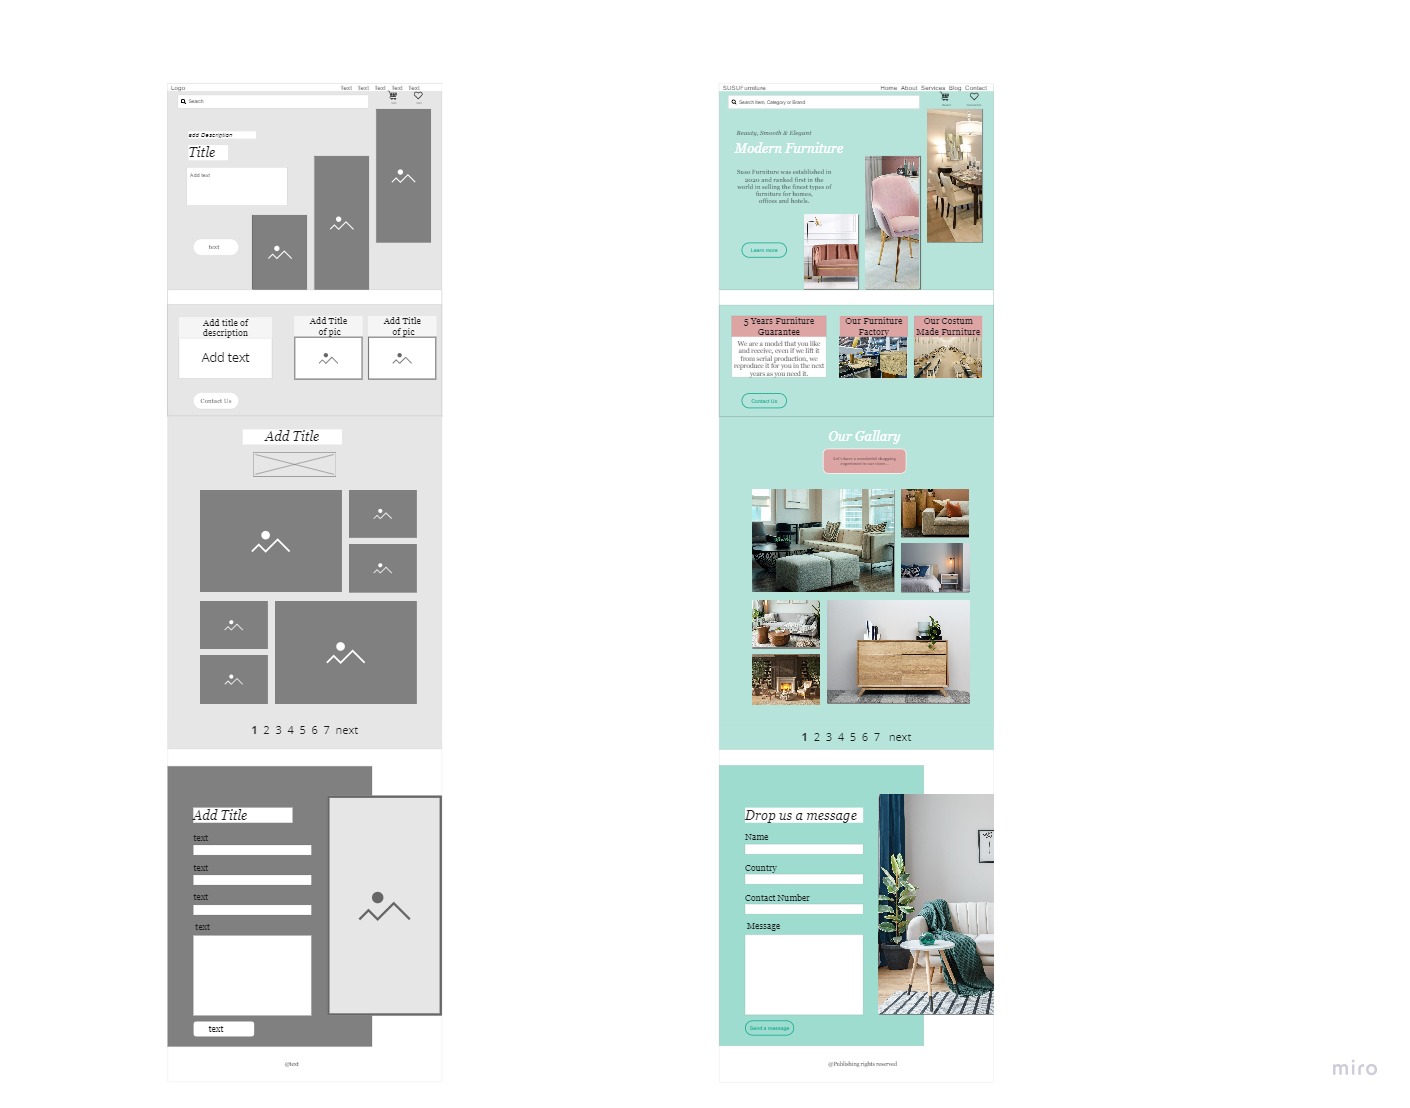 Logo
Text Text Text Text Text
Search
add Description
Title
Add text
text
Add title of
description
Add text
Add Title
of pic
Add Title
of pic
Contact Us
Add Title
1 2 3 4 5 6 7 next
Add Title
text
text
text
text
text
@text
SUSUFurniture
Home About Services Blog Contact
Search Item, Category or Brand
Beauty, Smooth & Elegant
Modern Furniture
Susu Furniture was established in
2020 and ranked first in the
world in selling the finest types of
furniture for homes,
offices and hotels.
Learn more
5 Years Furniture
Guarantee
We are a model that you like
and receive, even if we lift it
from serial production, we
reproduce it for you in the next
years as you need it.
Our Furniture
Factory
Our Costum
Made Furniture
Contact Us
Our Gallary
Let's have a wonderful shopping
experience in our store...
1 2 3 4 5 6 7 next
Drop us a message
Name
Country
Contact Number
Message
Send a message
@Publishing rights reserved
miro